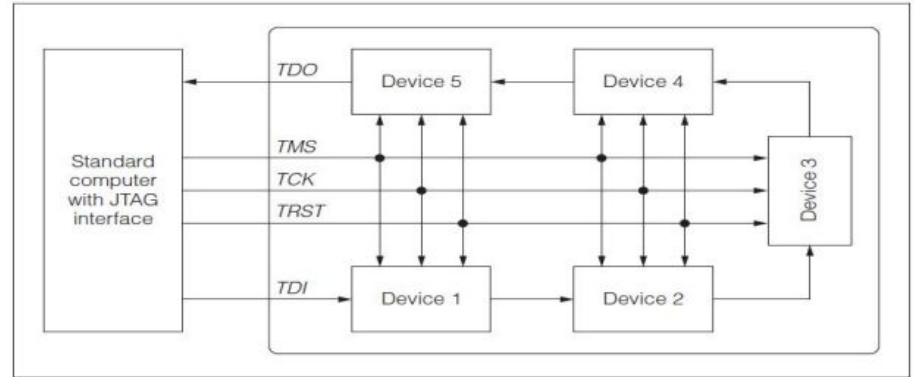 TDO
Device 5
Device 4
Standard
computer
with JTAG
interface
TMS
TCK
TRST
Device 3
TDI
Device 1
Device 2